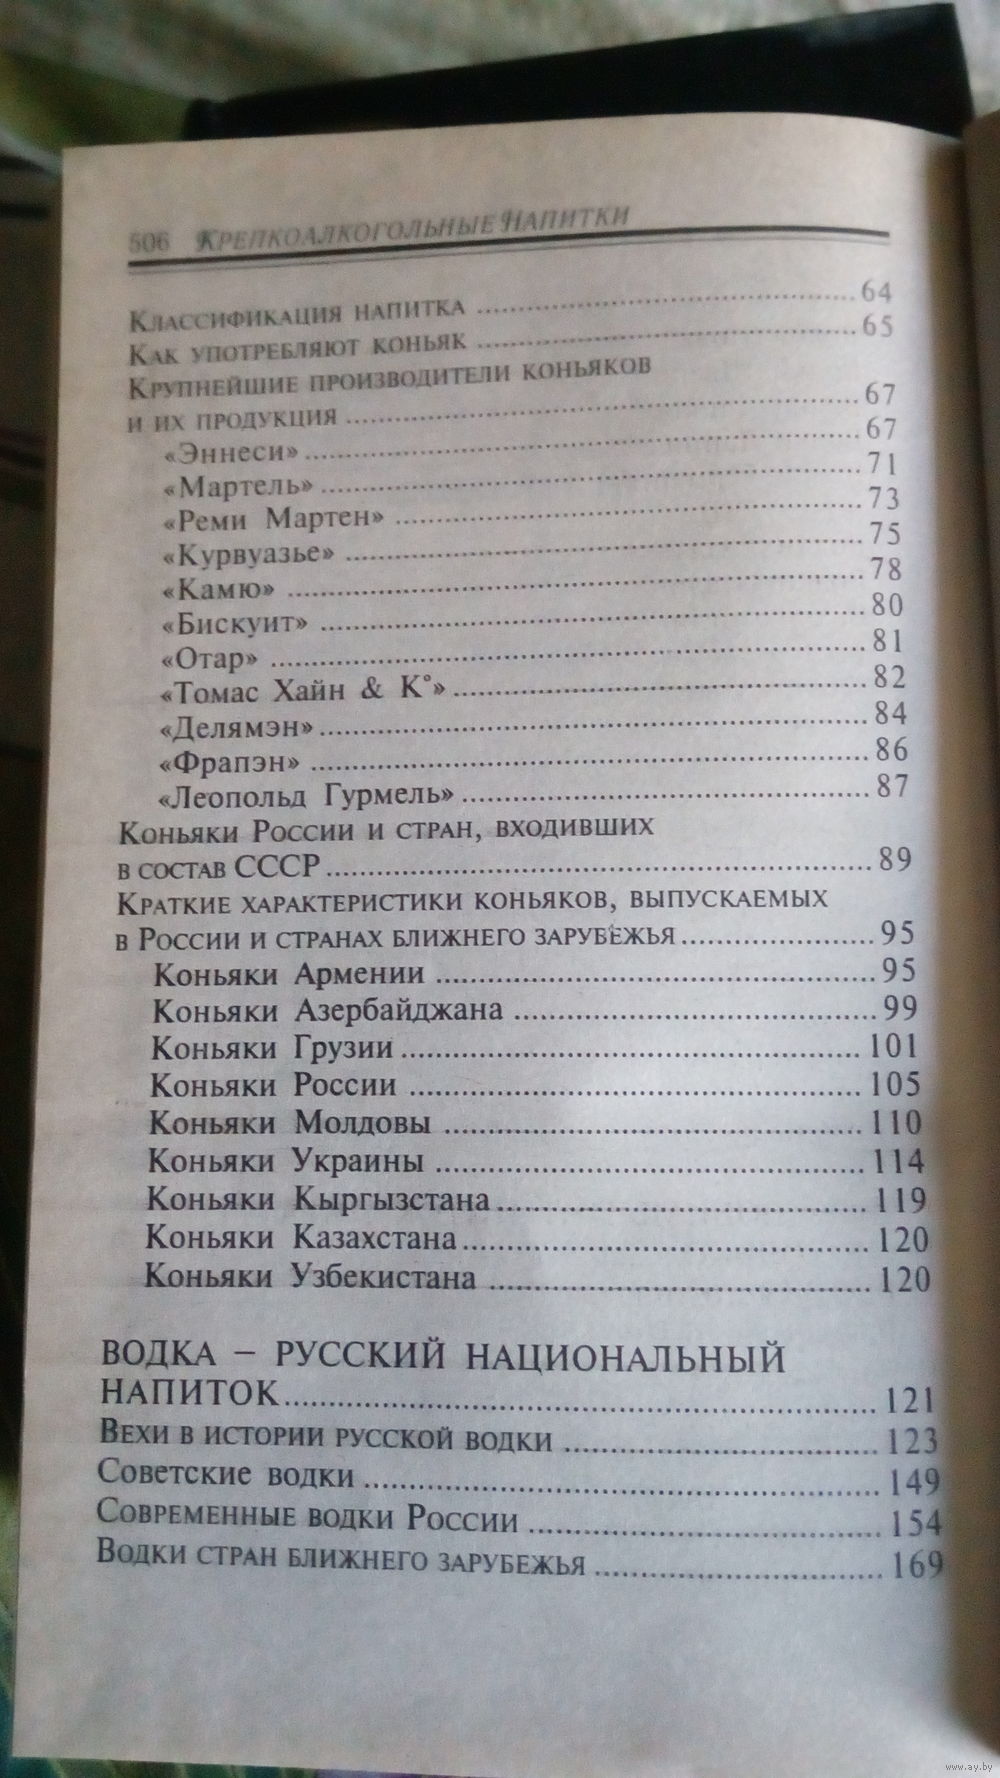 506 Крепкоалкогольные Напитки
Классификация напитка ........ 64
Как употребляют коньяк ........ 65
Крупнейшие производители коньяков
и их продукция ........ 67
«Эннеси» ........ 67
«Мартель» ........ 71
«Реми Мартен» ........ 73
«Курвуазье» ........ 75
«Камю» ........ 78
«Бискуит» ........ 80
«Отар» ........ 81
«Томас Хайн & К°» ........ 82
«Делямэн» ........ 84
«Фрапэн» ........ 86
«Леопольд Гурмель» ........ 87
Коньяки России и стран, входивших
в состав СССР ........ 89
Краткие характеристики коньяков, выпускаемых
в России и странах ближнего зарубежья ........ 95
Коньяки Армении ........ 95
Коньяки Азербайджана ........ 99
Коньяки Грузии ........ 101
Коньяки России ........ 105
Коньяки Молдовы ........ 110
Коньяки Украины ........ 114
Коньяки Кыргызстана ........ 119
Коньяки Казахстана ........ 120
Коньяки Узбекистана ........ 120
ВОДКА – РУССКИЙ НАЦИОНАЛЬНЫЙ
НАПИТОК ........ 121
Вехи в истории русской водки ........ 123
Советские водки ........ 149
Современные водки России ........ 154
Водки стран ближнего зарубежья ........ 169
www.ay.by